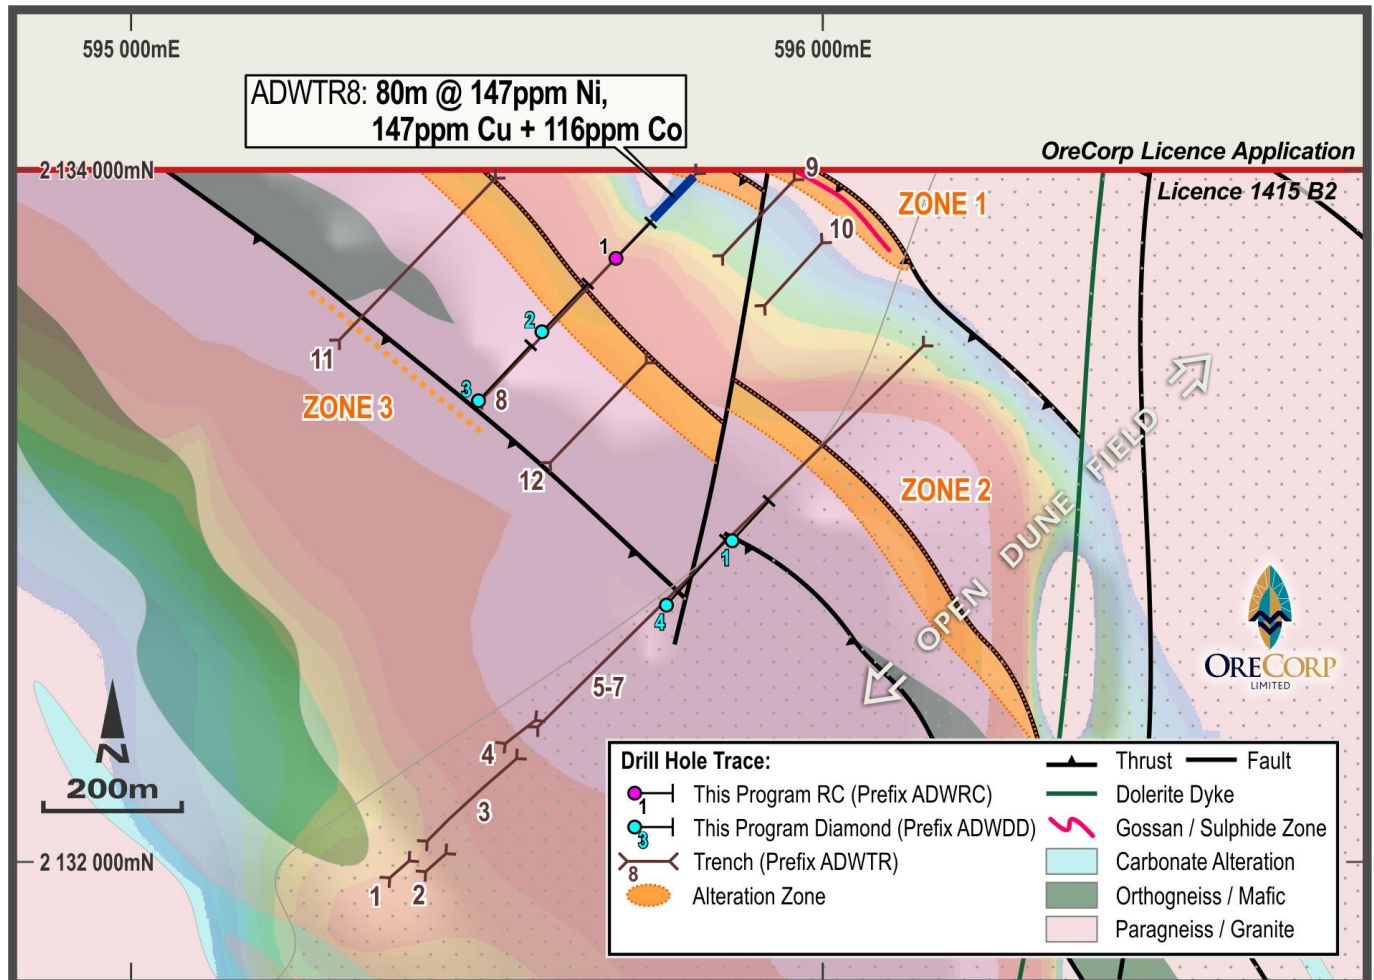 595 000mE
596 000mE
ADWTR8: 80m @ 147ppm Ni,
147ppm Cu + 116ppm Co
OreCorp Licence Application
2 134 000mN
Licence 1415 B2
9
ZONE 1
10
1
2
11
3
8
ZONE 3
12
ZONE 2
OPEN DUNE FIELD
1
4
5-7
ORECORP
LIMITED
N
200m
4
3
2 132 000mN
1
2
Drill Hole Trace:
1
This Program RC (Prefix ADWRC)
3
This Program Diamond (Prefix ADWDD)
8
Trench (Prefix ADWTR)
Alteration Zone
Thrust
Fault
Dolerite Dyke
Gossan / Sulphide Zone
Carbonate Alteration
Orthogneiss / Mafic
Paragneiss / Granite